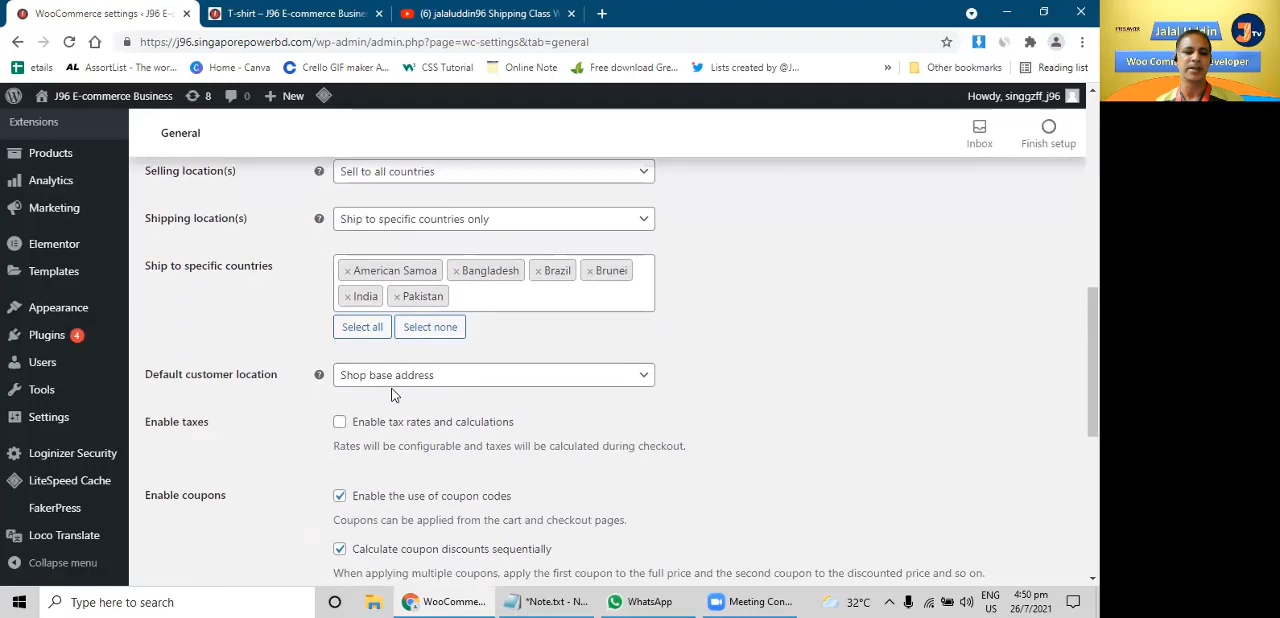 WooCommerce settings ‹ J96 E-c
T-shirt – J96 E-Commerce Busine
(6) jalaluddin96 Shipping Class
https://j96.singaporepowerbd.com/wp-admin/admin.php?page=wc-settings&tab=general
etails
AL AssortList - The wor...
Home - Canva
Crello GIF maker A...
CSS Tutorial
Online Note
Free download Gre...
Lists created by @J...
»
Other bookmarks
Reading list
J96 E-commerce Business
8
0
+ New
Howdy, singgzff_j96
Jalal Uddin
TV
Woo Comm
Developer
Extensions
Products
Analytics
Marketing
Elementor
Templates
Appearance
Plugins 4
Users
Tools
Settings
Loginizer Security
LiteSpeed Cache
FakerPress
Loco Translate
Collapse menu
General
Inbox
Finish setup
Selling location(s)
Sell to all countries
Shipping location(s)
Ship to specific countries only
Ship to specific countries
× American Samoa × Bangladesh × Brazil × Brunei
× India × Pakistan
Select all
Select none
Default customer location
Shop base address
Enable taxes
Enable tax rates and calculations
Rates will be configurable and taxes will be calculated during checkout.
Enable coupons
Enable the use of coupon codes
Coupons can be applied from the cart and checkout pages.
Calculate coupon discounts sequentially
When applying multiple coupons, apply the first coupon to the full price and the second coupon to the discounted price and so on.
Type here to search
WooComme...
*Note.txt - N...
WhatsApp
Meeting Con...
32°C
ENG
US
4:50 pm
26/7/2021